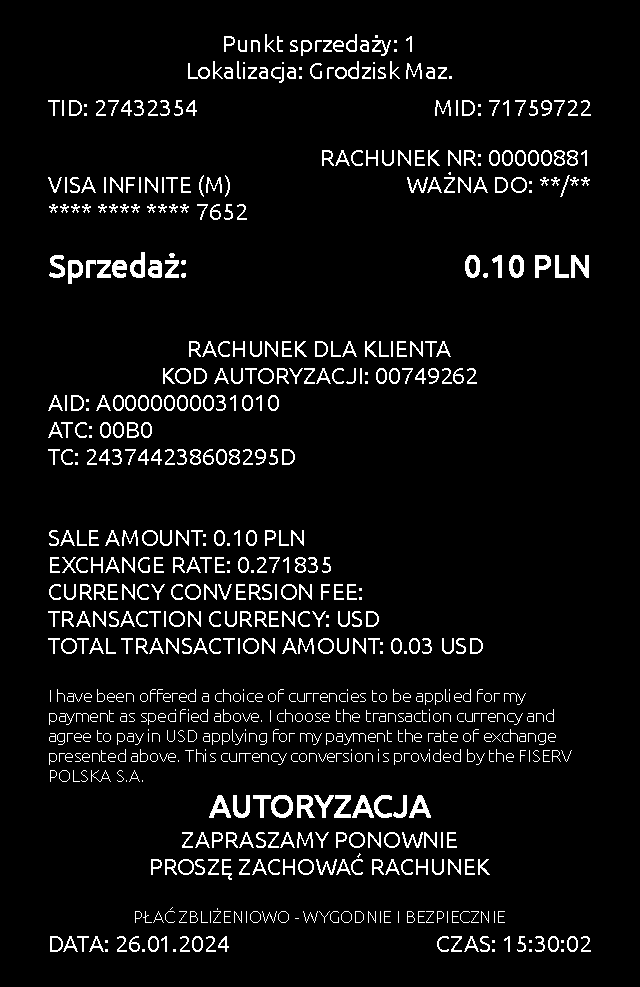 Punkt sprzedaży: 1
Lokalizacja: Grodzisk Maz.
TID: 27432354 MID: 71759722
RACHUNEK NR: 00000881
VISA INFINITE (M) WAŻNA DO: **/**
**** **** **** 7652
Sprzedaż: 0.10 PLN
RACHUNEK DLA KLIENTA
KOD AUTORYZACJI: 00749262
AID: A0000000031010
ATC: 00B0
TC: 243744238608295D
SALE AMOUNT: 0.10 PLN
EXCHANGE RATE: 0.271835
CURRENCY CONVERSION FEE:
TRANSACTION CURRENCY: USD
TOTAL TRANSACTION AMOUNT: 0.03 USD
I have been offered a choice of currencies to be applied for my
payment as specified above. I choose the transaction currency and
agree to pay in USD applying for my payment the rate of exchange
presented above. This currency conversion is provided by the FISERV
POLSKA S.A.
AUTORYZACJA
ZAPRASZAMY PONOWNIE
PROSZĘ ZACHOWAĆ RACHUNEK
PŁAĆ ZBLIŻENIOWO - WYGODNIE I BEZPIECZNIE
DATA: 26.01.2024 CZAS: 15:30:02